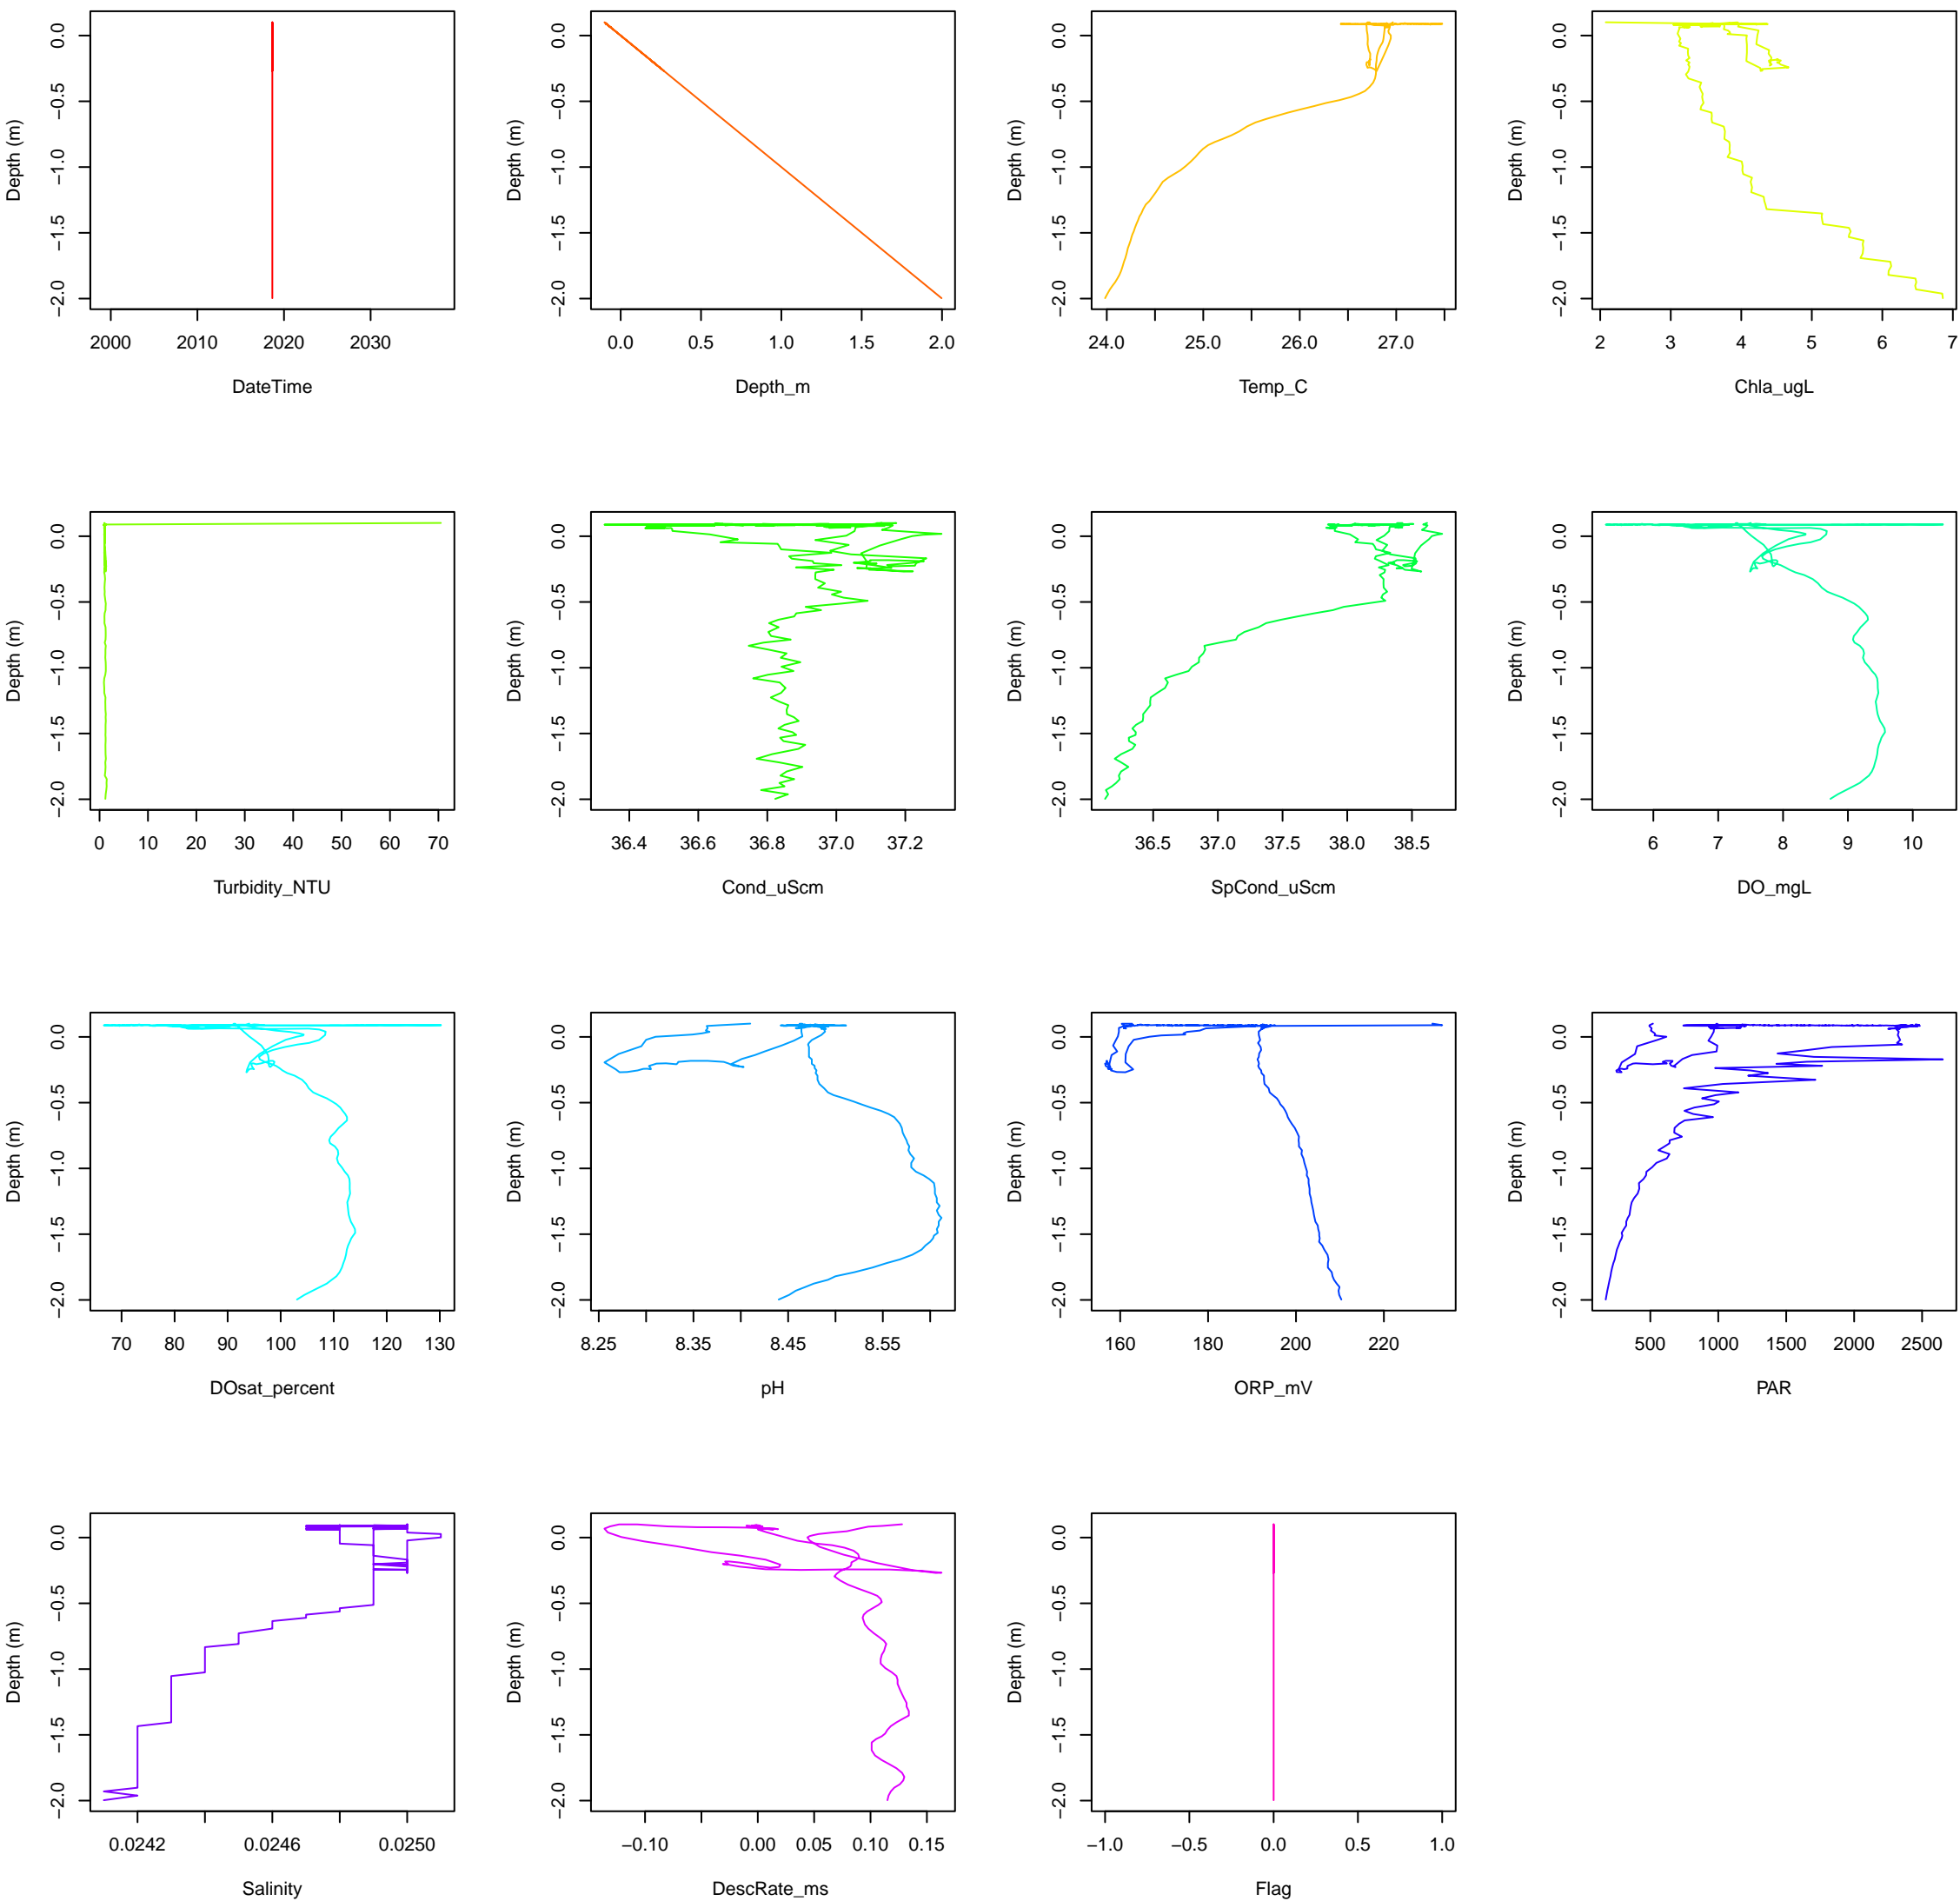 Depth (m)
0.0
−0.5
−1.0
−1.5
−2.0
2000 2010 2020 2030
DateTime
Depth (m)
0.0
−0.5
−1.0
−1.5
−2.0
0.0 0.5 1.0 1.5 2.0
Depth_m
Depth (m)
0.0
−0.5
−1.0
−1.5
−2.0
24.0 25.0 26.0 27.0
Temp_C
Depth (m)
0.0
−0.5
−1.0
−1.5
−2.0
2 3 4 5 6 7
Chla_ugL
Depth (m)
0.0
−0.5
−1.0
−1.5
−2.0
0 10 20 30 40 50 60 70
Turbidity_NTU
Depth (m)
0.0
−0.5
−1.0
−1.5
−2.0
36.4 36.6 36.8 37.0 37.2
Cond_uScm
Depth (m)
0.0
−0.5
−1.0
−1.5
−2.0
36.5 37.0 37.5 38.0 38.5
SpCond_uScm
Depth (m)
0.0
−0.5
−1.0
−1.5
−2.0
6 7 8 9 10
DO_mgL
Depth (m)
0.0
−0.5
−1.0
−1.5
−2.0
70 80 90 100 110 120 130
DOsat_percent
Depth (m)
0.0
−0.5
−1.0
−1.5
−2.0
8.25 8.35 8.45 8.55
pH
Depth (m)
0.0
−0.5
−1.0
−1.5
−2.0
160 180 200 220
ORP_mV
Depth (m)
0.0
−0.5
−1.0
−1.5
−2.0
500 1000 1500 2000 2500
PAR
Depth (m)
0.0
−0.5
−1.0
−1.5
−2.0
0.0242 0.0246 0.0250
Salinity
Depth (m)
0.0
−0.5
−1.0
−1.5
−2.0
−0.10 0.00 0.05 0.10 0.15
DescRate_ms
Depth (m)
0.0
−0.5
−1.0
−1.5
−2.0
−1.0 −0.5 0.0 0.5 1.0
Flag